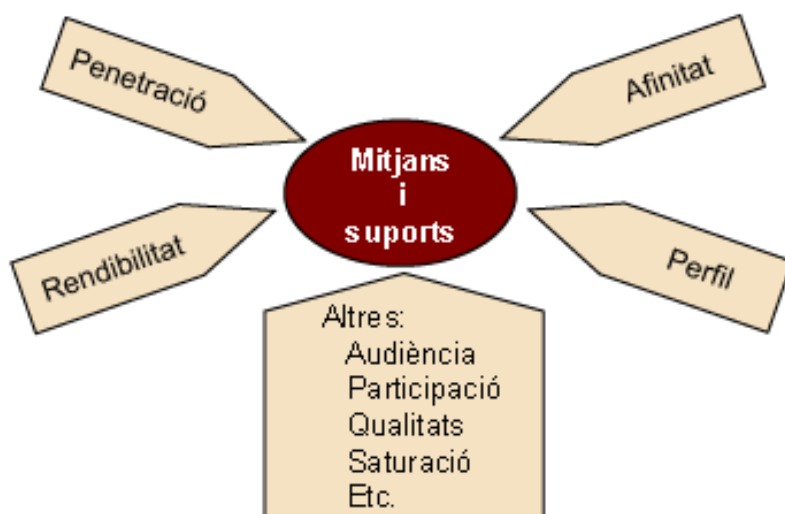 Penetració
Afinitat
Mitjans
i
suports
Rendibilitat
Perfil
Altres:
Audiència
Participació
Qualitats
Saturació
Etc.